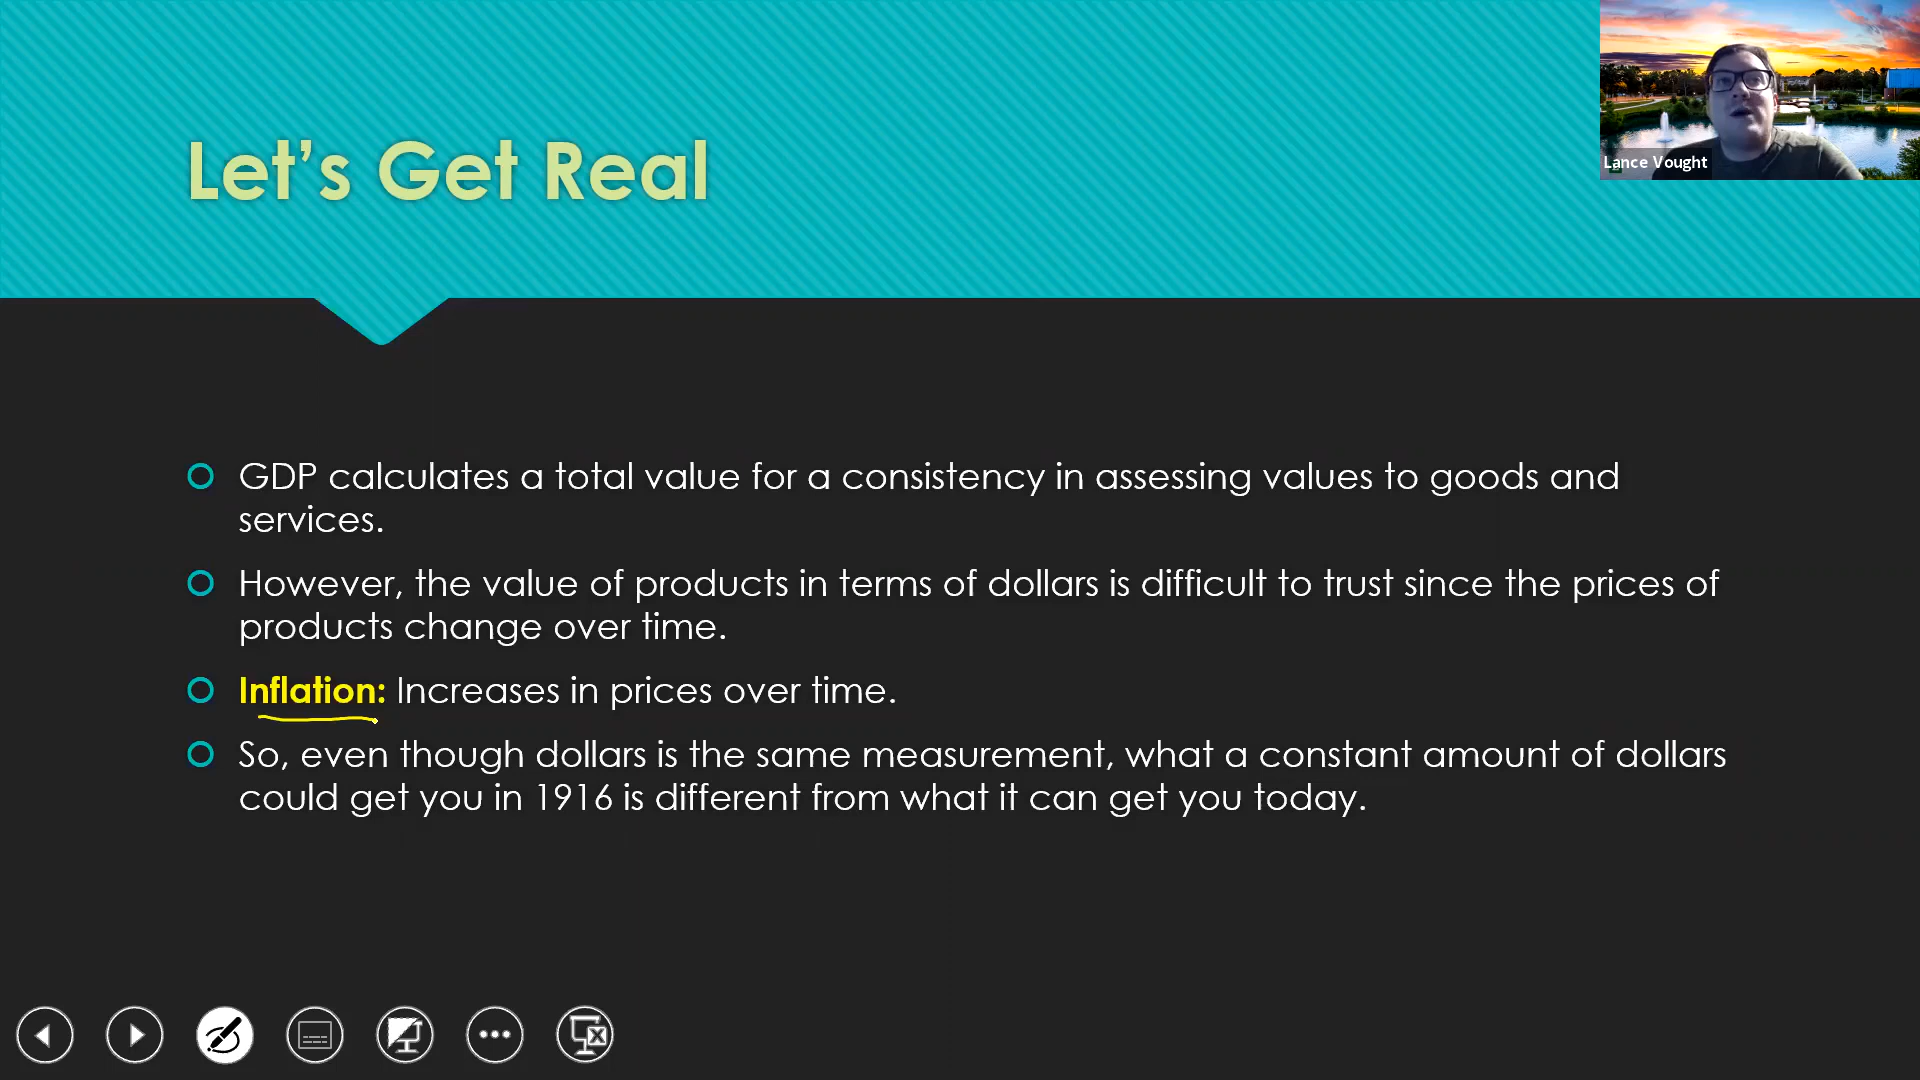 Let's Get Real
Lance Vought
GDP calculates a total value for a consistency in assessing values to goods and
services.
However, the value of products in terms of dollars is difficult to trust since the prices of
products change over time.
Inflation: Increases in prices over time.
So, even though dollars is the same measurement, what a constant amount of dollars
could get you in 1916 is different from what it can get you today.